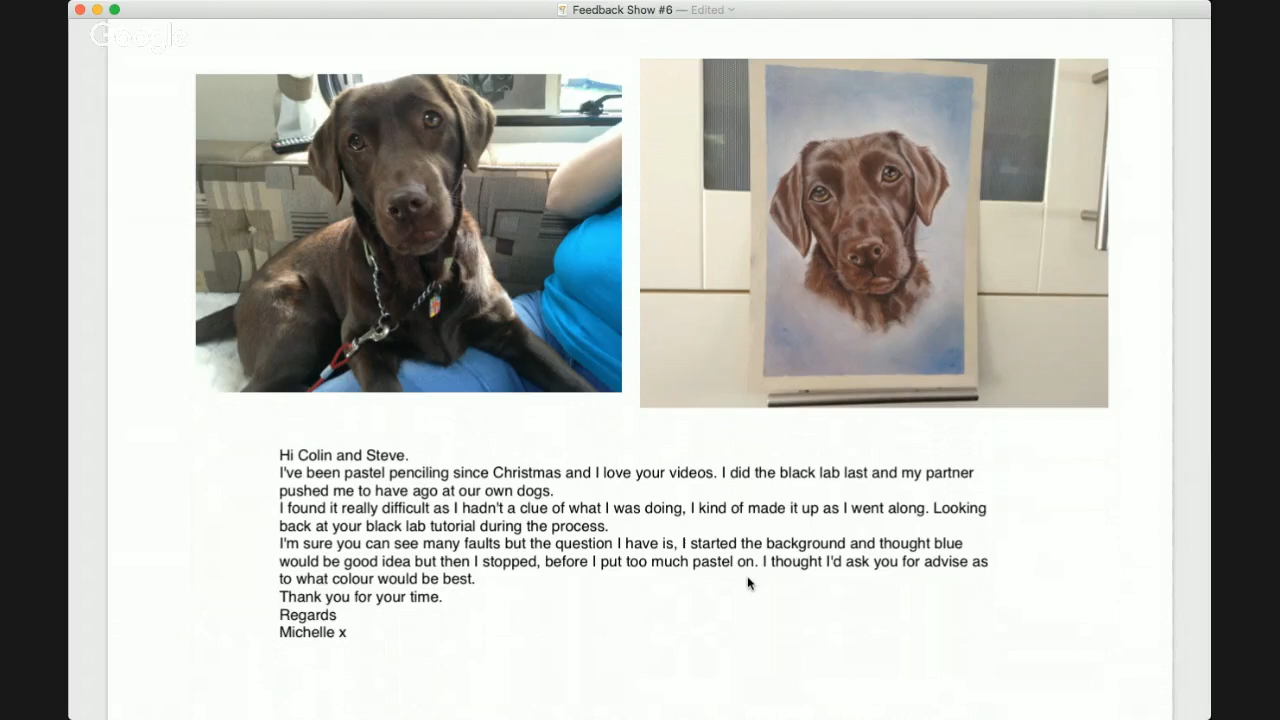 Feedback Show #6 — Edited
Google
Hi Colin and Steve.
I've been pastel penciling since Christmas and I love your videos. I did the black lab last and my partner
pushed me to have ago at our own dogs.
I found it really difficult as I hadn't a clue of what I was doing, I kind of made it up as I went along. Looking
back at your black lab tutorial during the process.
I'm sure you can see many faults but the question I have is, I started the background and thought blue
would be good idea but then I stopped, before I put too much pastel on. I thought I'd ask you for advise as
to what colour would be best.
Thank you for your time.
Regards
Michelle x